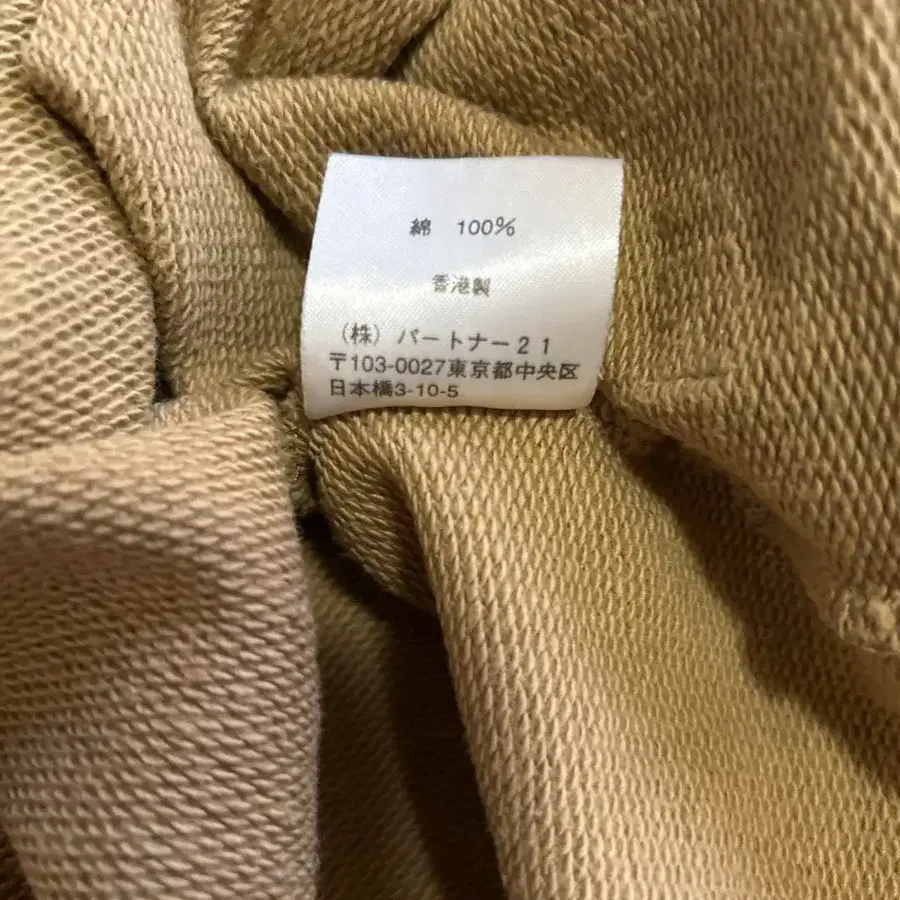 綿 100%
香港製
(株) パートナー21
〒103-0027東京都中央区
日本橋3-10-5